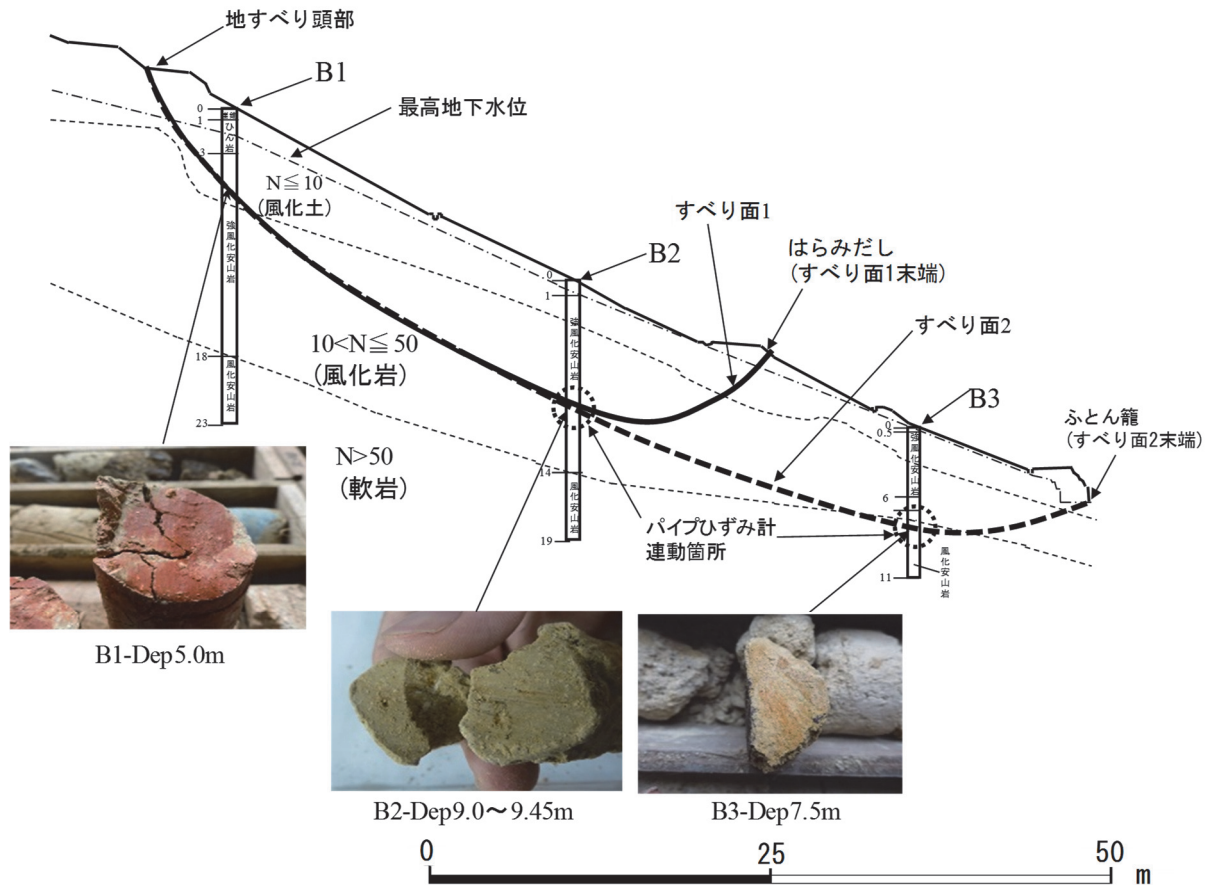 地すべり頭部
B1
最高地下水位
0
1
3
18
23
ひん岩
強風化安山岩
風化安山岩
N≦10
(風化土)
すべり面1
はらみだし
(すべり面1末端)
B2
0
1
14
19
強風化安山岩
風化安山岩
すべり面2
10<N≦50
(風化岩)
B3
0
0.5
6
11
強風化安山岩
風化安山岩
ふとん籠
(すべり面2末端)
N>50
(軟岩)
パイプひずみ計
連動箇所
B1-Dep5.0m
B2-Dep9.0~9.45m
B3-Dep7.5m
0 25 50
m